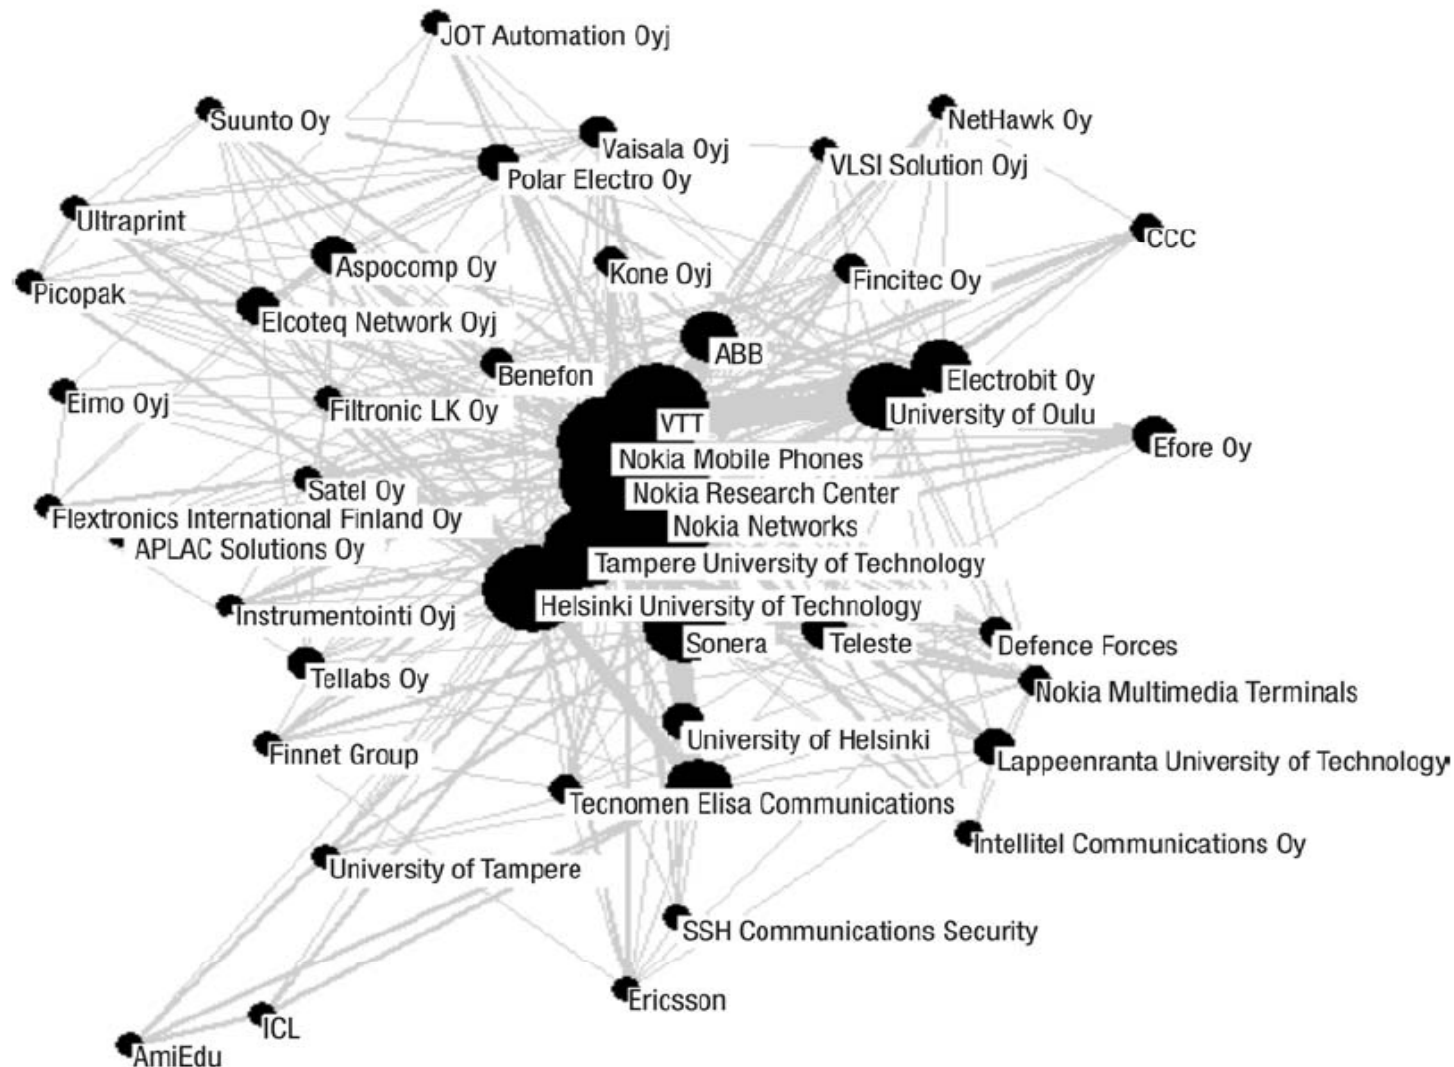 JOT Automation Oyj
Suunto Oy
NetHawk Oy
Vaisala Oyj
VLSI Solution Oyj
Polar Electro Oy
Ultraprint
CCC
Aspocomp Oy
Kone Oyj
Fincitec Oy
Picopak
Elcoteq Network Oyj
ABB
Benefon
Electrobit Oy
Eimo Oyj
Filtronic LK Oy
University of Oulu
VTT
Efore Oy
Nokia Mobile Phones
Satel Oy
Nokia Research Center
Flextronics International Finland Oy
Nokia Networks
APLAC Solutions Oy
Tampere University of Technology
Helsinki University of Technology
Instrumentointi Oyj
Sonera
Teleste
Defence Forces
Tellabs Oy
Nokia Multimedia Terminals
University of Helsinki
Finnet Group
Lappeenranta University of Technology
Tecnomen Elisa Communications
Intellitel Communications Oy
University of Tampere
SSH Communications Security
Ericsson
ICL
AmiEdu